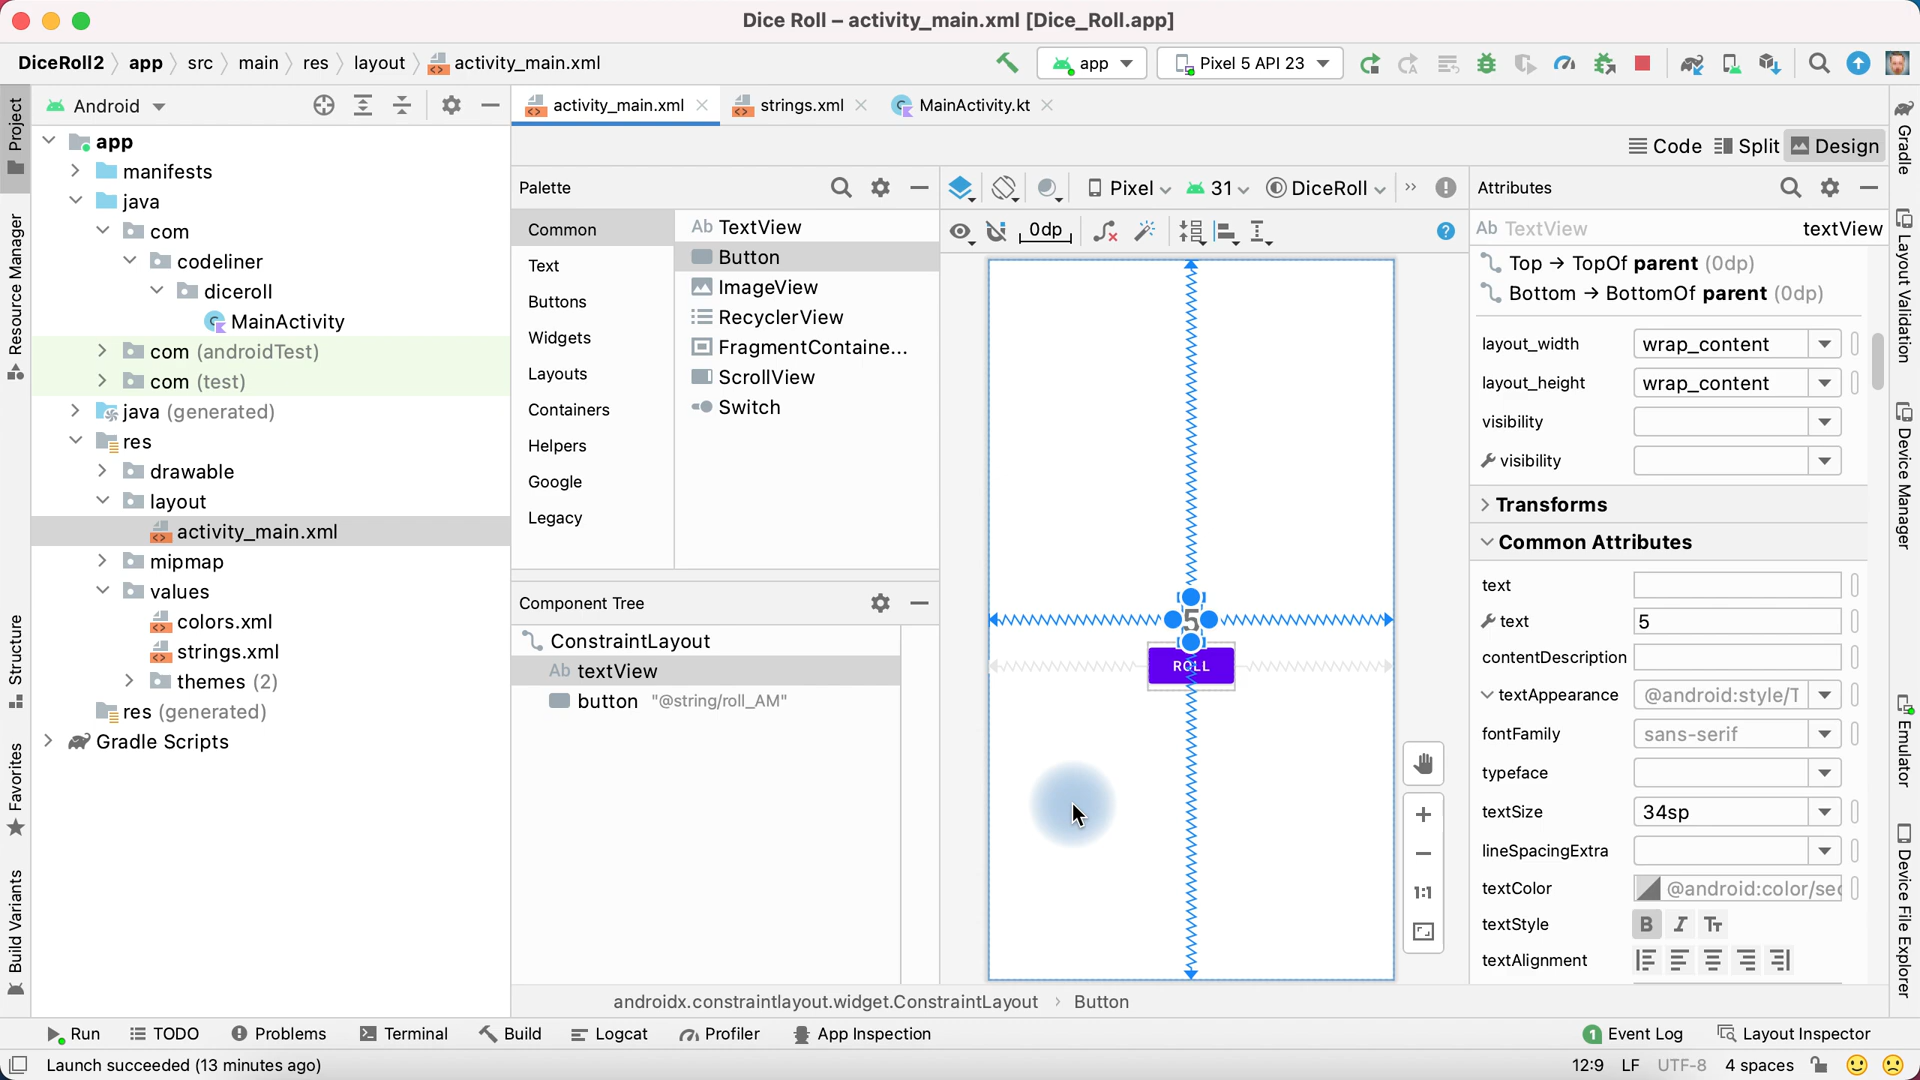 Dice Roll – activity_main.xml [Dice_Roll.app]
DiceRoll2 app src main res layout activity_main.xml
app
Pixel 5 API 23
Project
Resource Manager
Structure
Favorites
Build Variants
Android
app
manifests
java
com
codeliner
diceroll
MainActivity
com (androidTest)
com (test)
java (generated)
res
drawable
layout
activity_main.xml
mipmap
values
colors.xml
strings.xml
themes (2)
res (generated)
Gradle Scripts
activity_main.xml
strings.xml
MainActivity.kt
Code
Split
Design
Palette
Common
Text
Buttons
Widgets
Layouts
Containers
Helpers
Google
Legacy
Ab TextView
Button
ImageView
RecyclerView
FragmentContaine...
ScrollView
Switch
Component Tree
ConstraintLayout
Ab textView
button "@string/roll_AM"
Pixel
31
DiceRoll
0dp
5
ROLL
1:1
Attributes
Ab TextView textView
Top → TopOf parent (0dp)
Bottom → BottomOf parent (0dp)
layout_width wrap_content
layout_height wrap_content
visibility
visibility
Transforms
Common Attributes
text
text 5
contentDescription
textAppearance @android:style/T
fontFamily sans-serif
typeface
textSize 34sp
lineSpacingExtra
textColor @android:color/sec
textStyle B I Tт
textAlignment
Gradle
Layout Validation
Device Manager
Emulator
Device File Explorer
androidx.constraintlayout.widget.ConstraintLayout › Button
Run
TODO
Problems
Terminal
Build
Logcat
Profiler
App Inspection
1 Event Log
Layout Inspector
Launch succeeded (13 minutes ago)
12:9 LF UTF-8 4 spaces